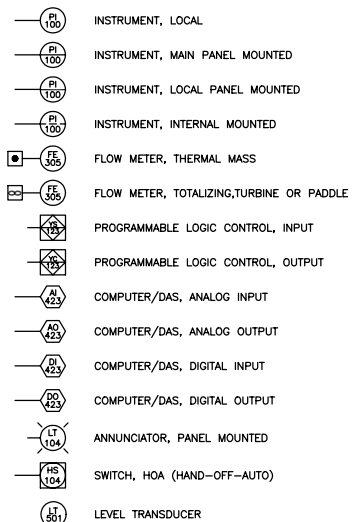 PI
100 INSTRUMENT, LOCAL
PI
100 INSTRUMENT, MAIN PANEL MOUNTED
PI
100 INSTRUMENT, LOCAL PANEL MOUNTED
PI
100 INSTRUMENT, INTERNAL MOUNTED
FE
305 FLOW METER, THERMAL MASS
FE
305 FLOW METER, TOTALIZING,TURBINE OR PADDLE
YS
123 PROGRAMMABLE LOGIC CONTROL, INPUT
YC
123 PROGRAMMABLE LOGIC CONTROL, OUTPUT
AI
423 COMPUTER/DAS, ANALOG INPUT
AO
423 COMPUTER/DAS, ANALOG OUTPUT
DI
423 COMPUTER/DAS, DIGITAL INPUT
DO
423 COMPUTER/DAS, DIGITAL OUTPUT
LT
104 ANNUNCIATOR, PANEL MOUNTED
HS
104 SWITCH, HOA (HAND-OFF-AUTO)
LT
501 LEVEL TRANSDUCER